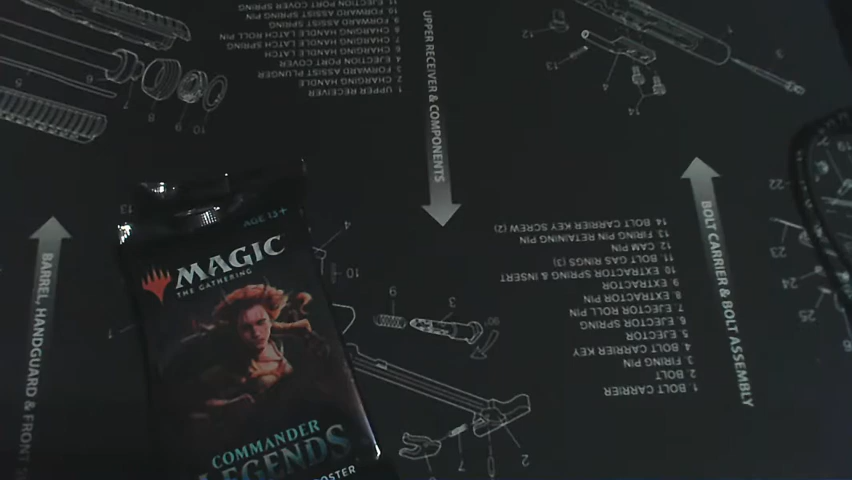 AGE 13+
MAGIC
THE GATHERING
COMMANDER
LEGENDS
BARREL, HANDGUARD & FRONT
UPPER RECEIVER & COMPONENTS
1 UPPER RECEIVER
2 CHARGING HANDLE
3 FORWARD ASSIST PLUNGER
4 EJECTION PORT COVER
6 CHARGING HANDLE LATCH
7 CHARGING HANDLE LATCH SPRING
8 CHARGING HANDLE LATCH ROLL PIN
9 FORWARD ASSIST SPRING
10 FORWARD ASSIST PIN
BOLT CARRIER & BOLT ASSEMBLY
1. BOLT CARRIER
2. BOLT
3. FIRING PIN
4 BOLT CARRIER KEY
5 EJECTOR
6 EJECTOR SPRING
7. EJECTOR ROLL PIN
8 EXTRACTOR PIN
9 EXTRACTOR
10 EXTRACTOR SPRING & INSERT
11 BOLT GAS RINGS (3)
12 CAM PIN
13 FIRING PIN RETAINING PIN
14 BOLT CARRIER KEY SCREW (2)